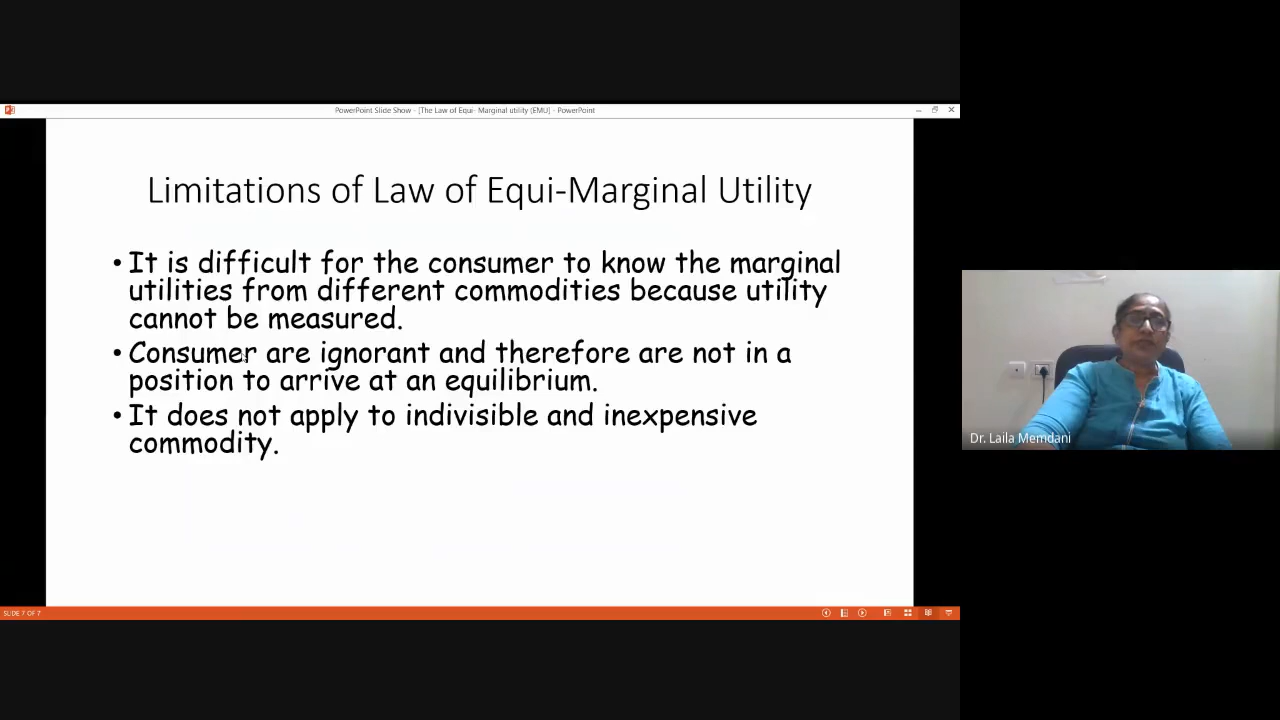 PowerPoint Slide Show - [The Law of Equi- Marginal utility (EMU] - PowerPoint
Limitations of Law of Equi-Marginal Utility
• It is difficult for the consumer to know the marginal
utilities from different commodities because utility
cannot be measured.
• Consumer are ignorant and therefore are not in a
position to arrive at an equilibrium.
• It does not apply to indivisible and inexpensive
commodity.
Dr. Laila Memdani
SLIDE 7 OF 7